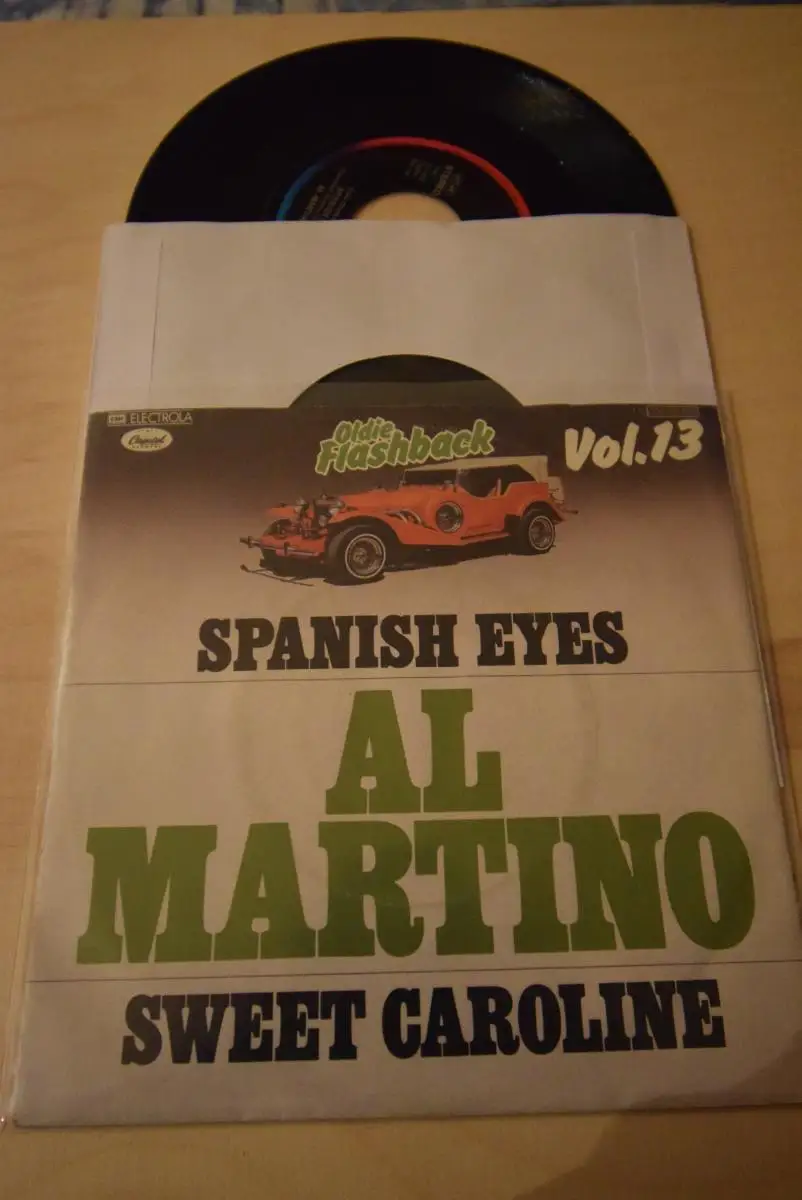 EMI ELECTROLA
Capitol
Oldie
Flashback
Vol.13
SPANISH EYES
AL
MARTINO
SWEET CAROLINE